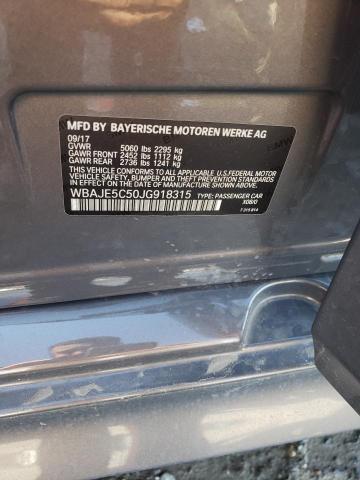 MFD BY BAYERISCHE MOTOREN WERKE AG
09/17
GVWR 5060 lbs 2295 kg
GAWR FRONT 2452 lbs 1112 kg
GAWR REAR 2736 lbs 1241 kg
THIS VEHICLE CONFORMS TO ALL APPLICABLE U.S.FEDERAL MOTOR
VEHICLE SAFETY, BUMPER, AND THEFT PREVENTION STANDARDS IN
EFFECT ON THE DATE OF MANUFACTURE SHOWN ABOVE.
WBAJE5C50JG918315 TYPE: PASSENGER CAR
BMW